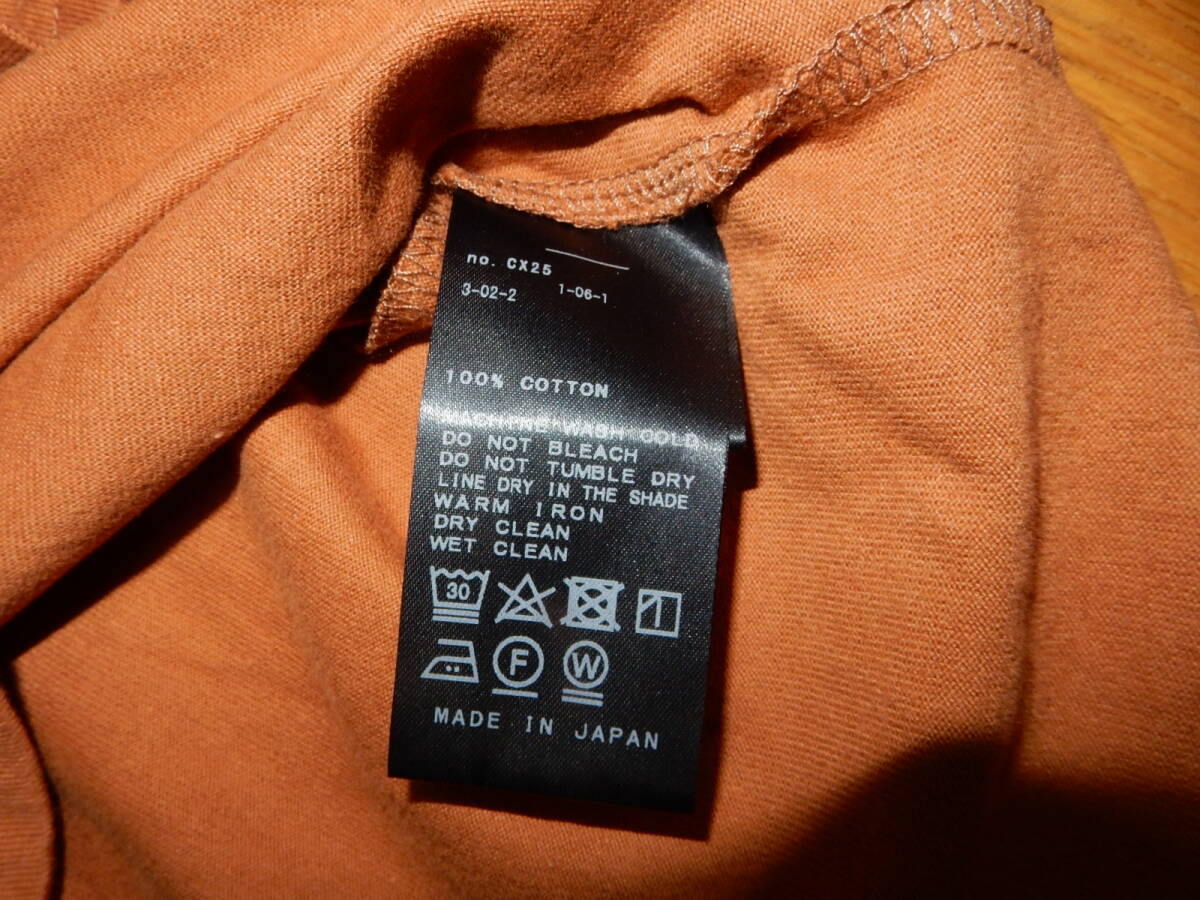 no. CX25
3-02-2 1-06-1
100% COTTON
MACHINE WASH COLD
DO NOT BLEACH
DO NOT TUMBLE DRY
LINE DRY IN THE SHADE
WARM IRON
DRY CLEAN
WET CLEAN
30
F W
MADE IN JAPAN